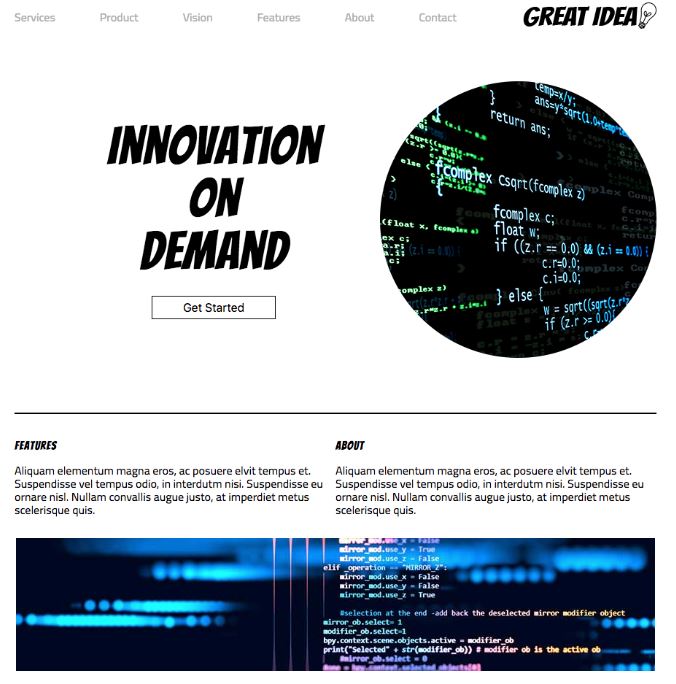 Services Product Vision Features About Contact GREAT IDEA
INNOVATION
ON
DEMAND
Get Started
}
temp=x/y;
ans=y*sqrt(1.0+temp*te
return ans;
fcomplex Csqrt(fcomplex z)
{
fcomplex c;
float w;
if ((z.r == 0.0) && (z.i == 0.0))
c.r=0.0;
c.i=0.0;
} else {
w = sqrt((sqrt(z.r*z
if (z.r >= 0.0)
FEATURES
Aliquam elementum magna eros, ac posuere elvit tempus et.
Suspendisse vel tempus odio, in interdutm nisi. Suspendisse eu
ornare nisl. Nullam convallis augue justo, at imperdiet metus
scelerisque quis.
ABOUT
Aliquam elementum magna eros, ac posuere elvit tempus et.
Suspendisse vel tempus odio, in interdutm nisi. Suspendisse eu
ornare nisl. Nullam convallis augue justo, at imperdiet metus
scelerisque quis.
mirror_mod.use_x = False
mirror_mod.use_y = True
mirror_mod.use_z = False
elif _operation == "MIRROR_Z":
mirror_mod.use_x = False
mirror_mod.use_y = False
mirror_mod.use_z = True
#selection at the end -add back the deselected mirror modifier object
mirror_ob.select= 1
modifier_ob.select=1
bpy.context.scene.objects.active = modifier_ob
print("Selected" + str(modifier_ob)) # modifier ob is the active ob
#mirror_ob.select = 0